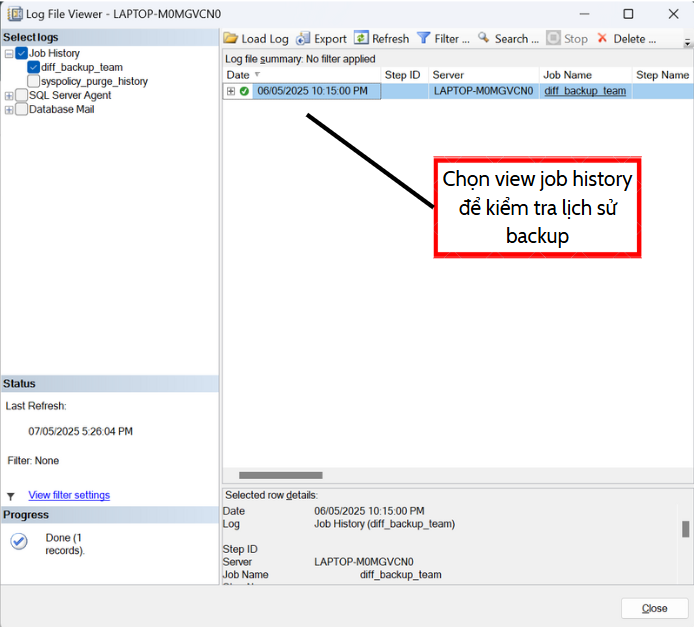 Log File Viewer - LAPTOP-M0MGVCN0
Select logs
Job History
diff_backup_team
syspolicy_purge_history
SQL Server Agent
Database Mail
Status
Last Refresh:
07/05/2025 5:26:04 PM
Filter: None
View filter settings
Progress
Done (1
records).
Load Log Export Refresh Filter ... Search ... Stop Delete ...
Log file summary: No filter applied
Date Step ID Server Job Name Step Name
06/05/2025 10:15:00 PM LAPTOP-M0MGVCN0 diff_backup_team
Chọn view job history
để kiểm tra lịch sử
backup
Selected row details:
Date 06/05/2025 10:15:00 PM
Log Job History (diff_backup_team)
Step ID
Server LAPTOP-M0MGVCN0
Job Name diff_backup_team
Close